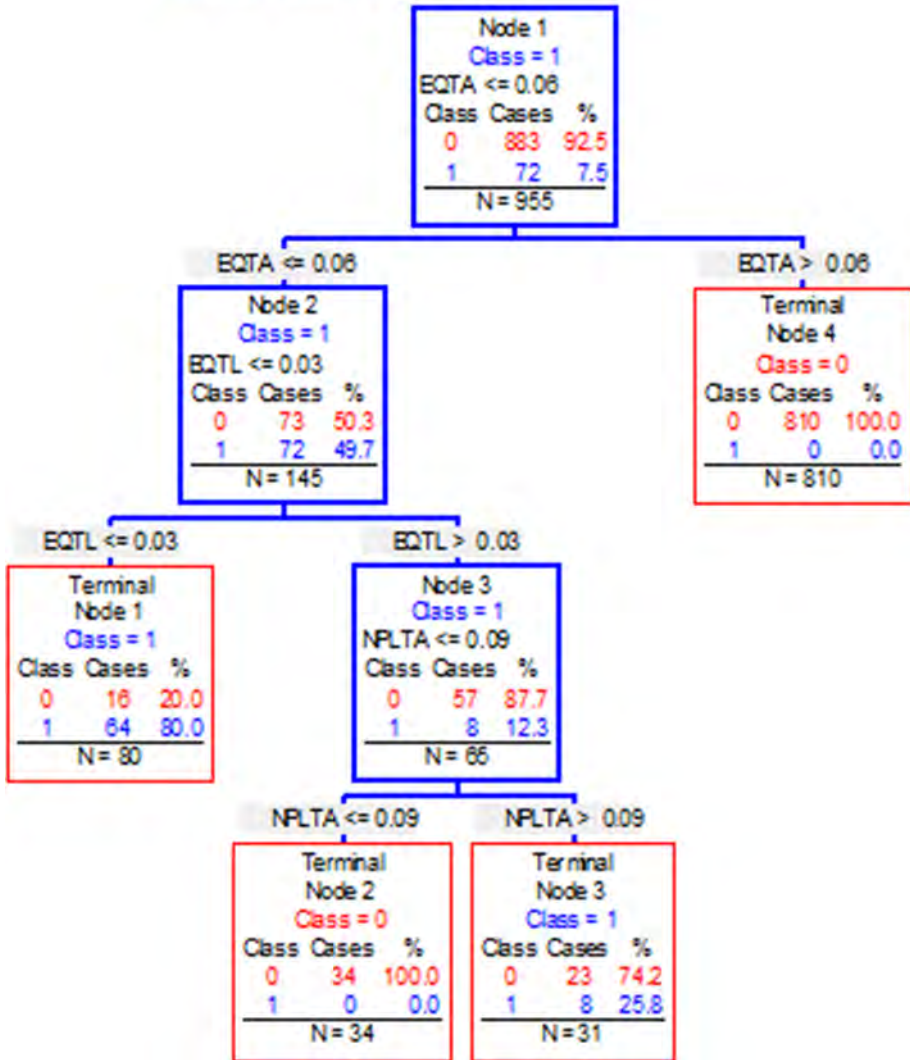 Node 1
Class = 1
EQTA <= 0.06
Class Cases %
0 883 92.5
1 72 7.5
N = 955
EQTA <= 0.06
EQTA > 0.06
Node 2
Class = 1
EQTL <= 0.03
Class Cases %
0 73 50.3
1 72 49.7
N = 145
Terminal
Node 4
Class = 0
Class Cases %
0 810 100.0
1 0 0.0
N = 810
EQTL <= 0.03
EQTL > 0.03
Terminal
Node 1
Class = 1
Class Cases %
0 16 20.0
1 64 80.0
N = 80
Node 3
Class = 1
NPLTA <= 0.09
Class Cases %
0 57 87.7
1 8 12.3
N = 65
NPLTA <= 0.09
NPLTA > 0.09
Terminal
Node 2
Class = 0
Class Cases %
0 34 100.0
1 0 0.0
N = 34
Terminal
Node 3
Class = 1
Class Cases %
0 23 74.2
1 8 25.8
N = 31